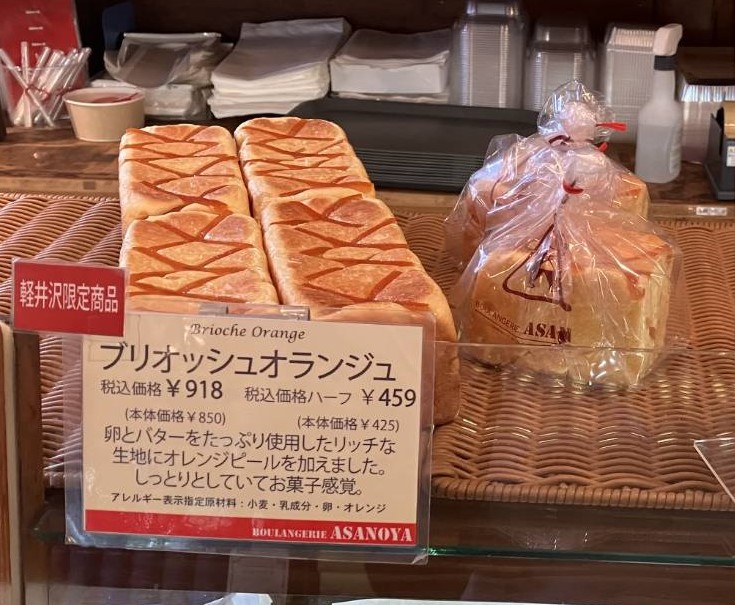 軽井沢限定商品
Brioche Orange
ブリオッシュオランジュ
税込価格 ¥918 税込価格ハーフ ¥459
(本体価格¥850) (本体価格¥425)
卵とバターをたっぷり使用したリッチな
生地にオレンジピールを加えました。
しっとりとしていてお菓子感覚。
アレルギー表示指定原材料:小麦・乳成分・卵・オレンジ
BOULANGERIE ASANOYA
BOULANGERIE ASAN